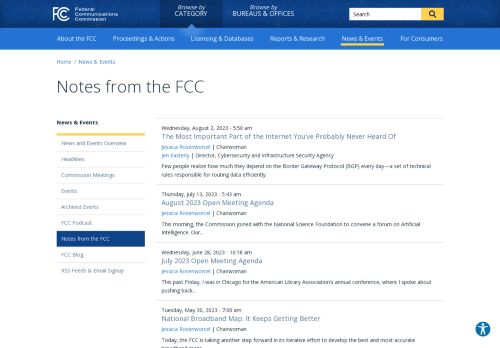 Browse by
CATEGORY
Browse by
BUREAUS & OFFICES
FCC
Federal
Communications
Commission
Search
About the FCC
Proceedings & Actions
Licensing & Databases
Reports & Research
News & Events
For Consumers
Home / News & Events
Notes from the FCC
News & Events
News and Events Overview
Headlines
Commission Meetings
Events
Archived Events
FCC Podcast
Notes from the FCC
FCC Blog
RSS Feeds & Email Signup
Wednesday, August 2, 2023 - 5:50 am
The Most Important Part of the Internet You've Probably Never Heard Of
Jessica Rosenworcel | Chairwoman
Jen Easterly | Director, Cybersecurity and Infrastructure Security Agency
Few people realize how much they depend on the Border Gateway Protocol (BGP) every day—a set of technical
rules responsible for routing data efficiently.
Thursday, July 13, 2023 - 5:43 am
August 2023 Open Meeting Agenda
Jessica Rosenworcel | Chairwoman
This morning, the Commission joined with the National Science Foundation to convene a forum on Artificial
Intelligence. Our...
Wednesday, June 28, 2023 - 10:18 am
July 2023 Open Meeting Agenda
Jessica Rosenworcel | Chairwoman
This past Friday, I was in Chicago for the American Library Association's annual conference, where I spoke about
pushing back...
Tuesday, May 30, 2023 - 7:00 am
National Broadband Map: It Keeps Getting Better
Jessica Rosenworcel | Chairwoman
Today, the FCC is taking another step forward in its iterative effort to develop the best and most accurate